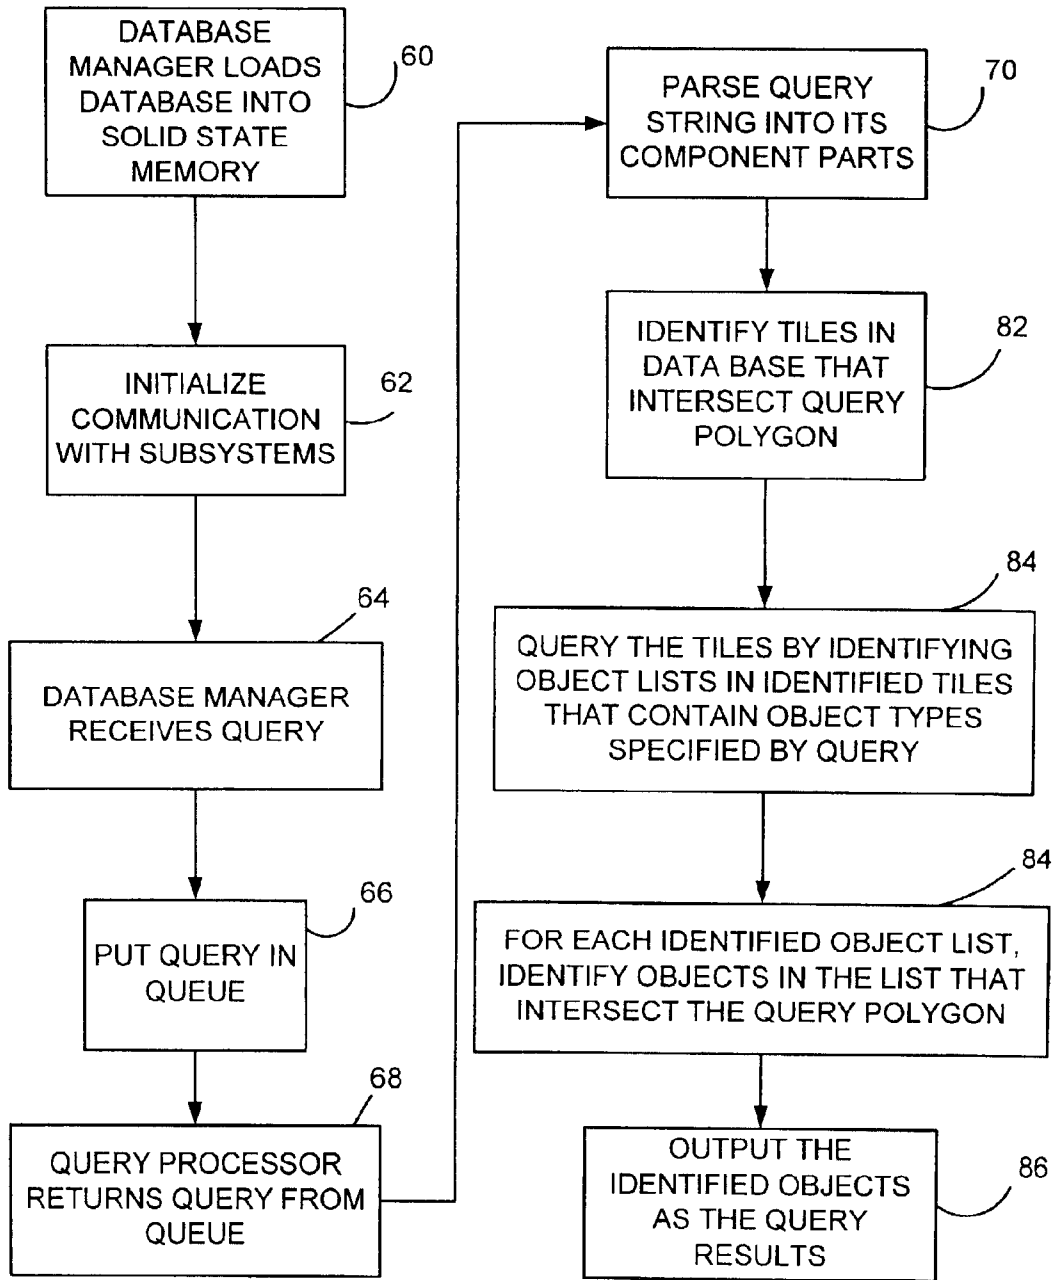 DATABASE
MANAGER LOADS
DATABASE INTO
SOLID STATE
MEMORY
60
INITIALIZE
COMMUNICATION
WITH SUBSYSTEMS
62
64
DATABASE MANAGER
RECEIVES QUERY
66
PUT QUERY IN
QUEUE
68
QUERY PROCESSOR
RETURNS QUERY FROM
QUEUE
70
PARSE QUERY
STRING INTO ITS
COMPONENT PARTS
82
IDENTIFY TILES IN
DATA BASE THAT
INTERSECT QUERY
POLYGON
84
QUERY THE TILES BY IDENTIFYING
OBJECT LISTS IN IDENTIFIED TILES
THAT CONTAIN OBJECT TYPES
SPECIFIED BY QUERY
84
FOR EACH IDENTIFIED OBJECT LIST,
IDENTIFY OBJECTS IN THE LIST THAT
INTERSECT THE QUERY POLYGON
OUTPUT THE
IDENTIFIED OBJECTS
AS THE QUERY
RESULTS
86